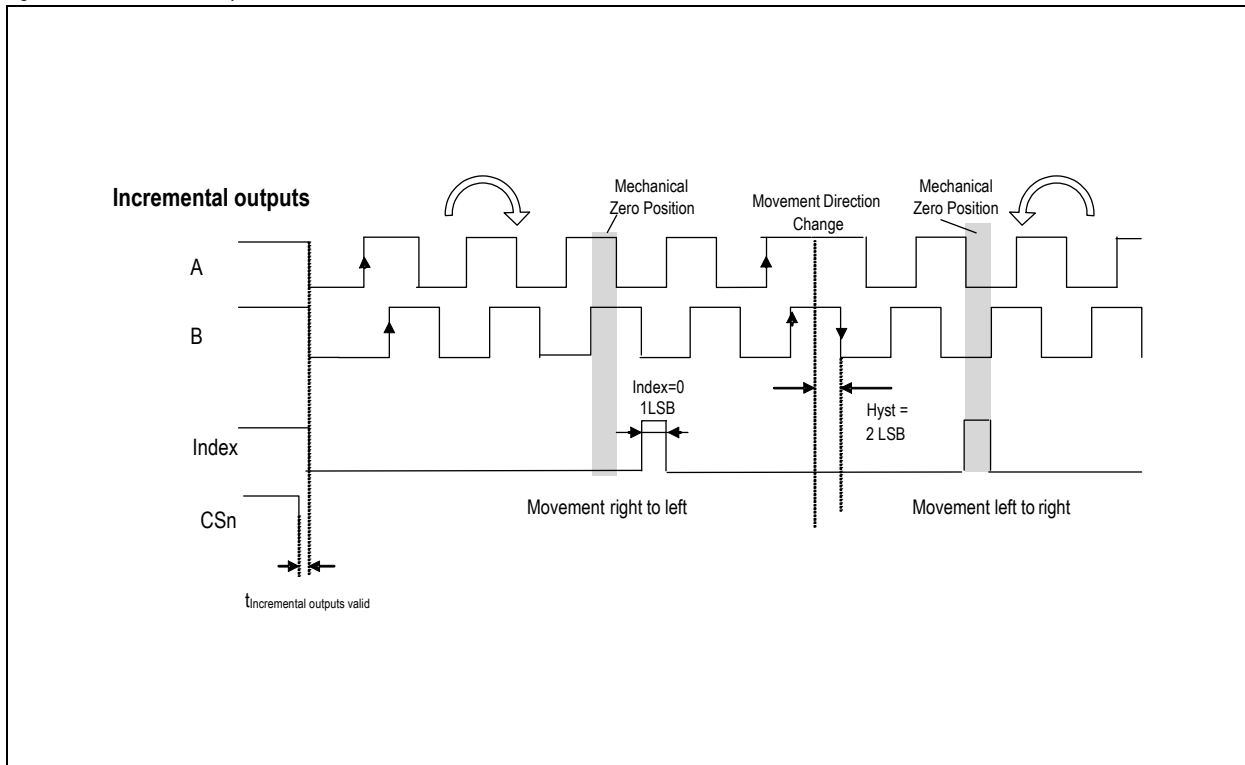 Incremental outputs
Mechanical
Zero Position
Movement Direction
Change
Mechanical
Zero Position
A
B
Index=0
1LSB
Hyst =
2 LSB
Index
Movement right to left
Movement left to right
CSn
tIncremental outputs valid